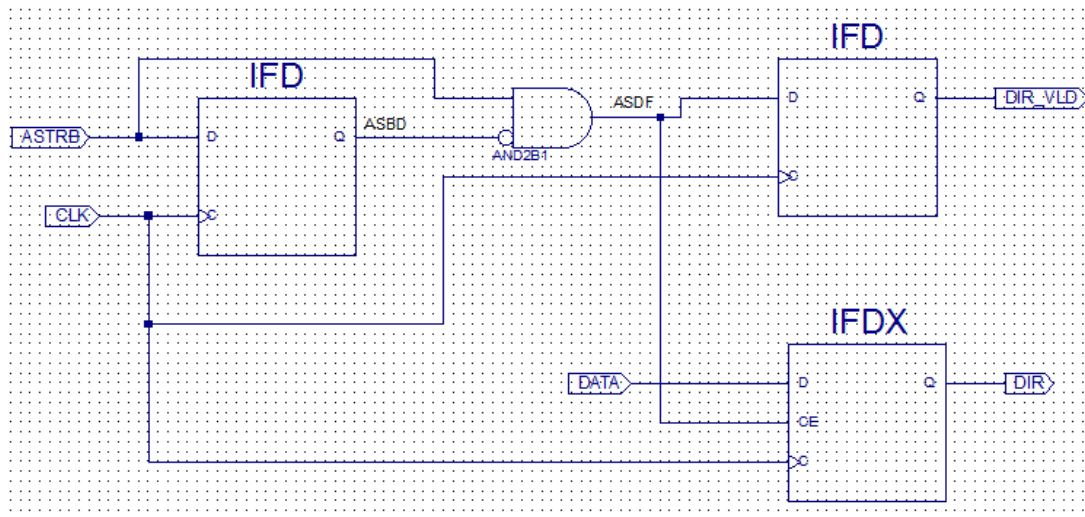 IFD
IFD
D
Q
DIR_VLD
C
ASTRB
D
Q
ASBD
AND2B1
ASDF
CLK
C
IFDX
DATA
D
Q
DIR
CE
C